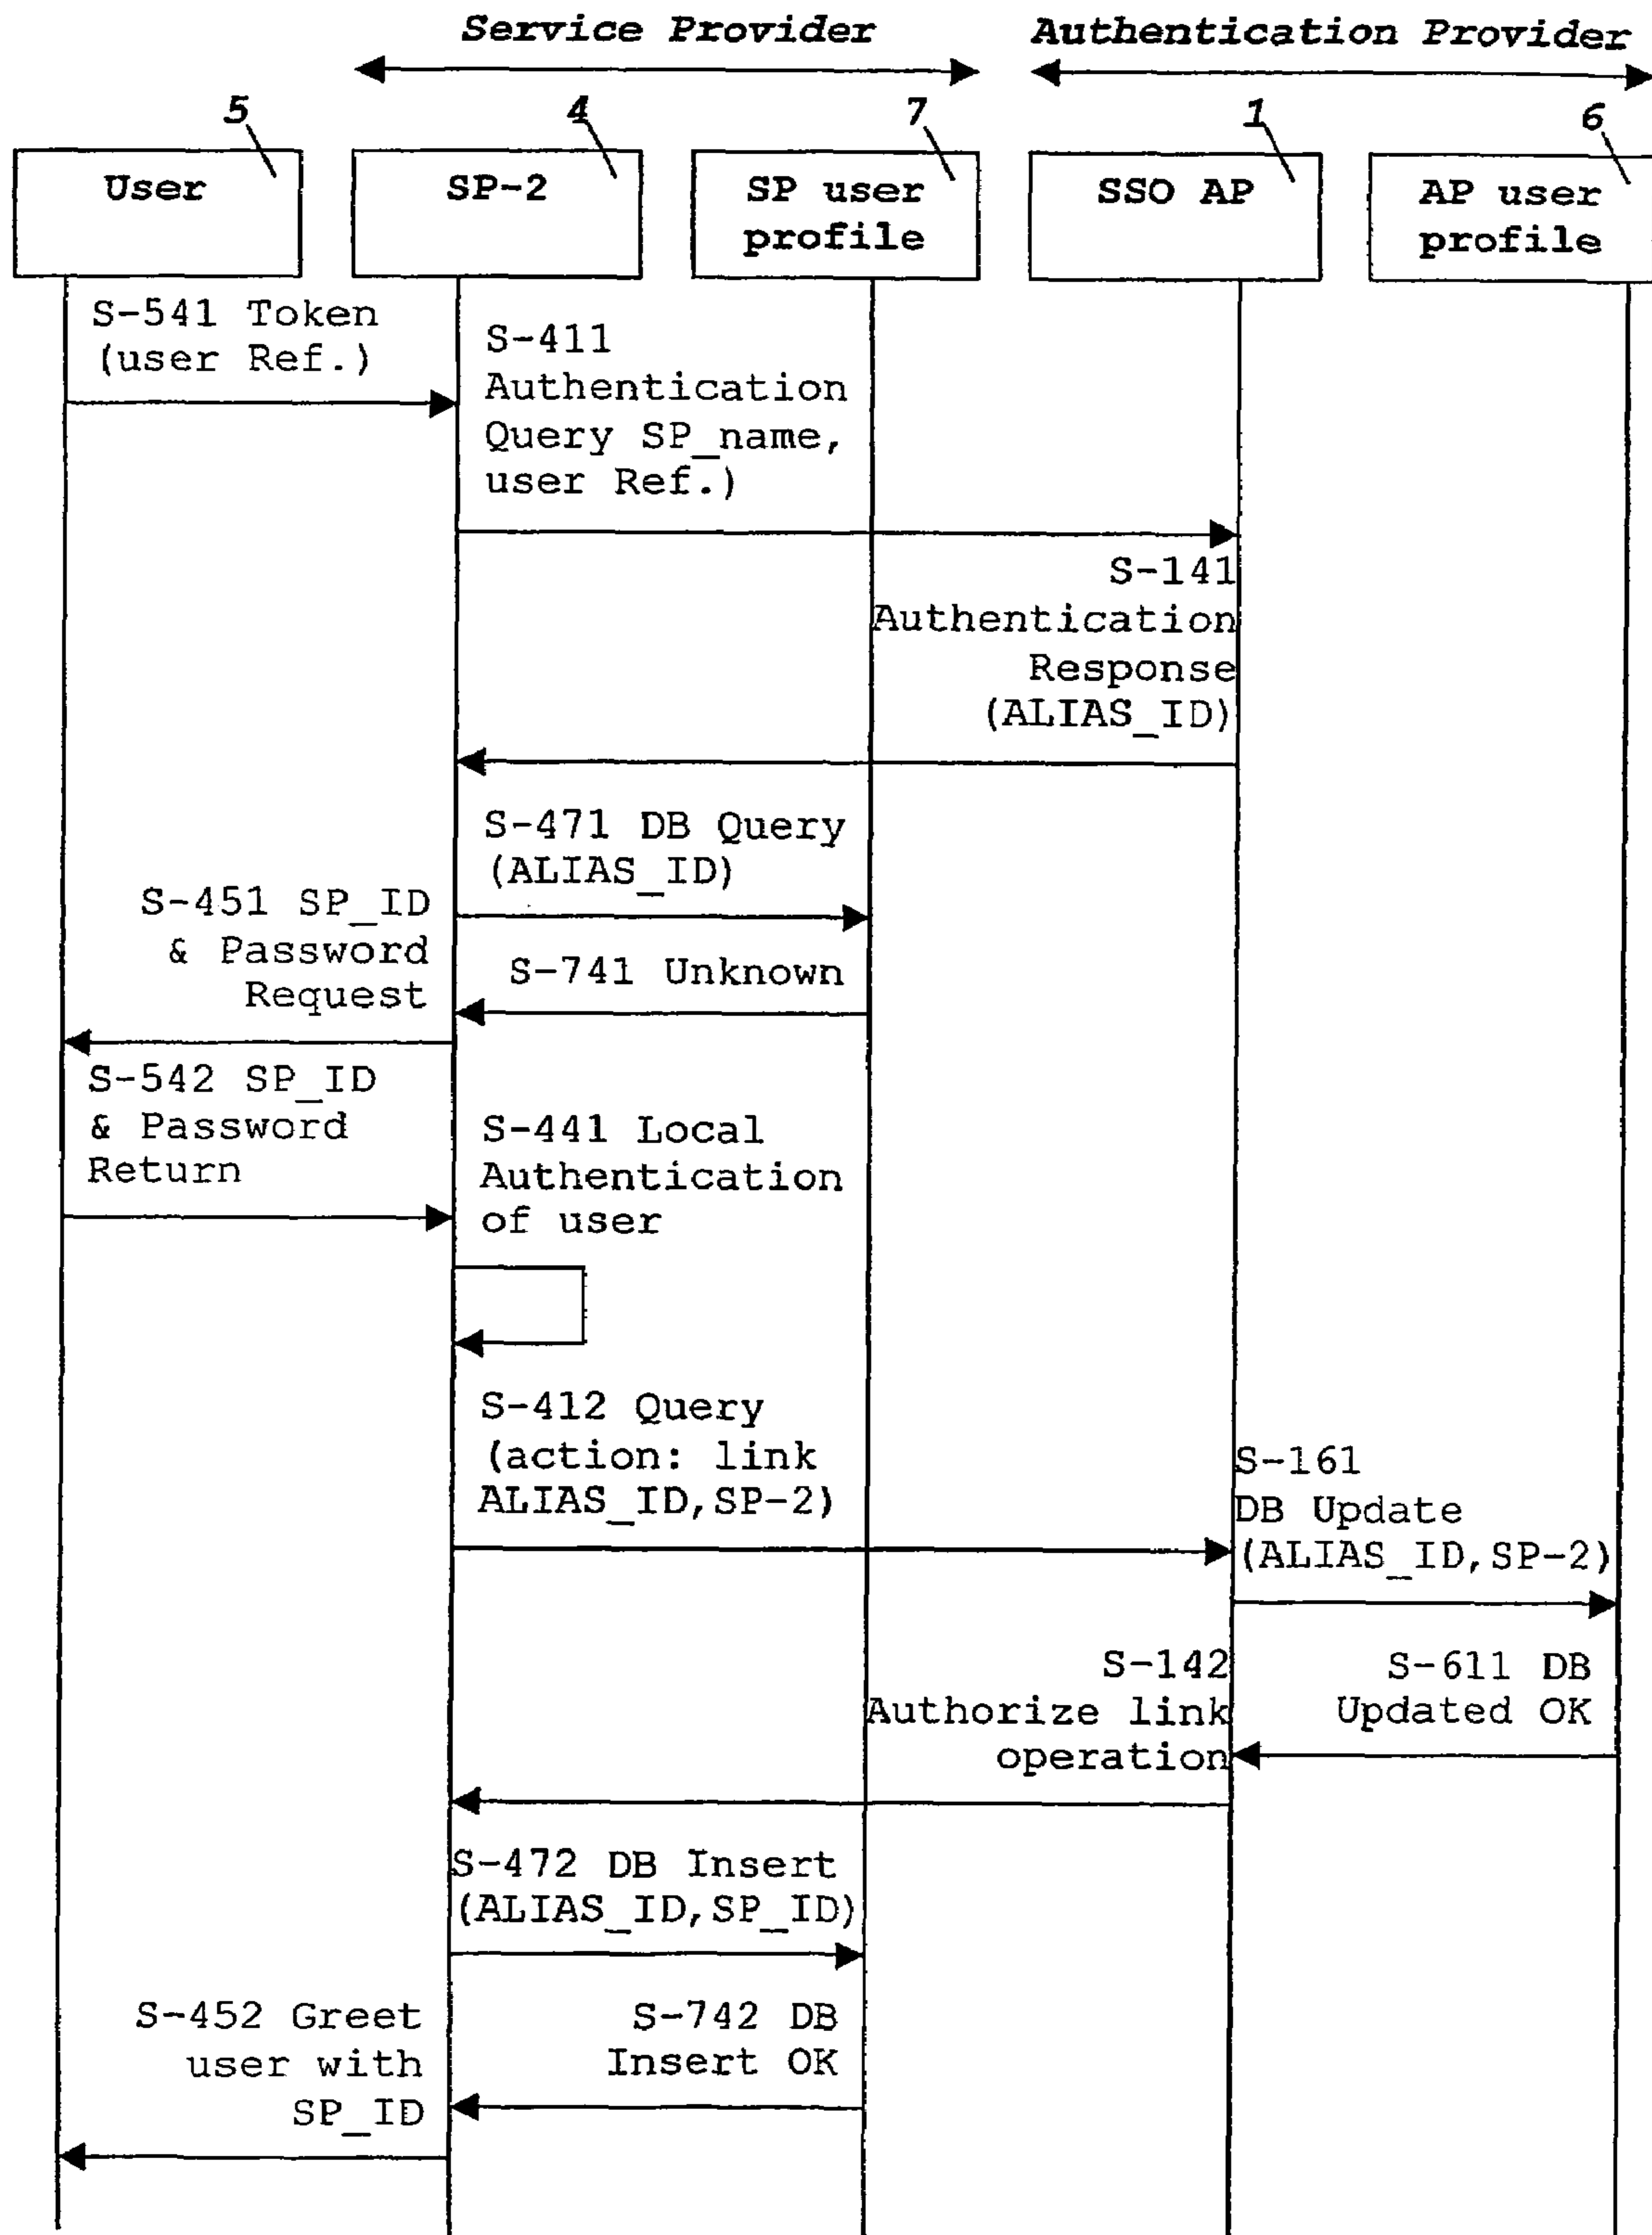 Service Provider
Authentication Provider
5
4
7
1
6
User
SP-2
SP user
profile
SSO AP
AP user
profile
S-541 Token
(user Ref.)
S-411
Authentication
Query SP_name,
user Ref.)
S-141
Authentication
Response
(ALIAS_ID)
S-471 DB Query
(ALIAS_ID)
S-451 SP_ID
& Password
Request
S-741 Unknown
S-542 SP_ID
& Password
Return
S-441 Local
Authentication
of user
S-412 Query
(action: link
ALIAS_ID,SP-2)
S-161
DB Update
(ALIAS_ID,SP-2)
S-142
Authorize link
operation
S-611 DB
Updated OK
S-472 DB Insert
(ALIAS_ID,SP_ID)
S-452 Greet
user with
SP_ID
S-742 DB
Insert OK